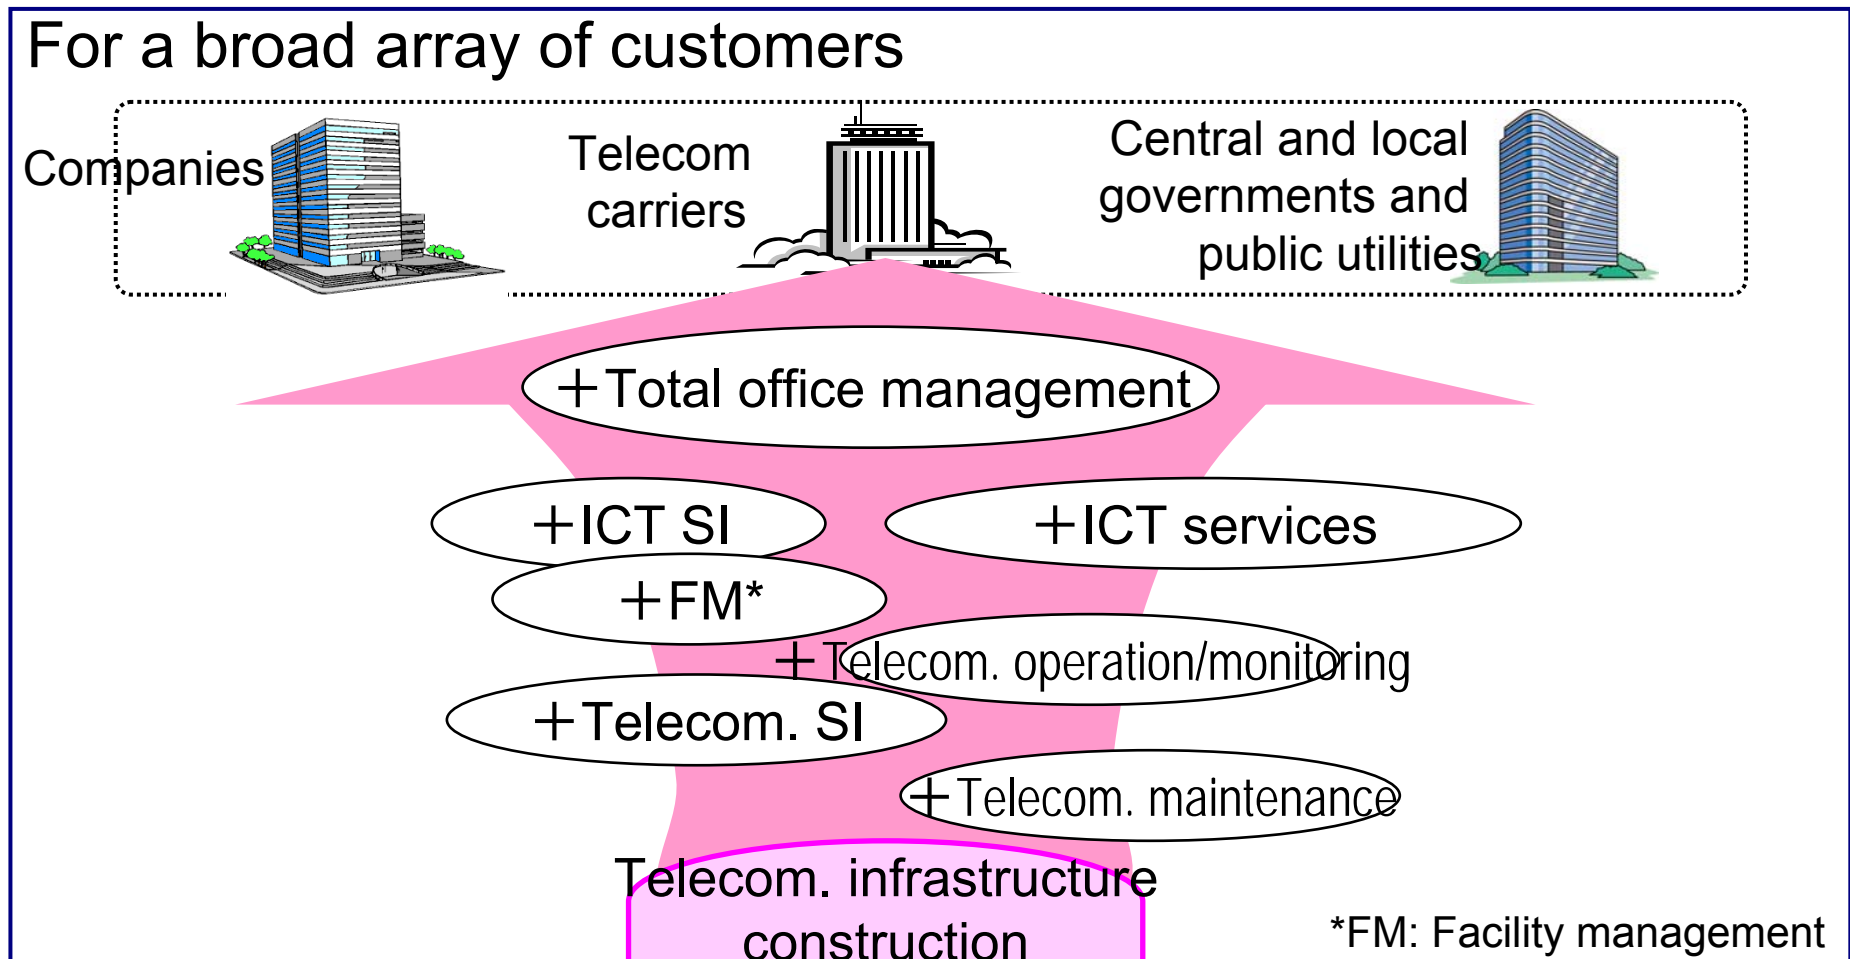 For a broad array of customers
Companies
Telecom
carriers
Central and local
governments and
public utilities
+Total office management
+ICT SI
+ICT services
+FM*
+Telecom. operation/monitoring
+Telecom. SI
+Telecom. maintenance
Telecom. infrastructure
construction
*FM: Facility management